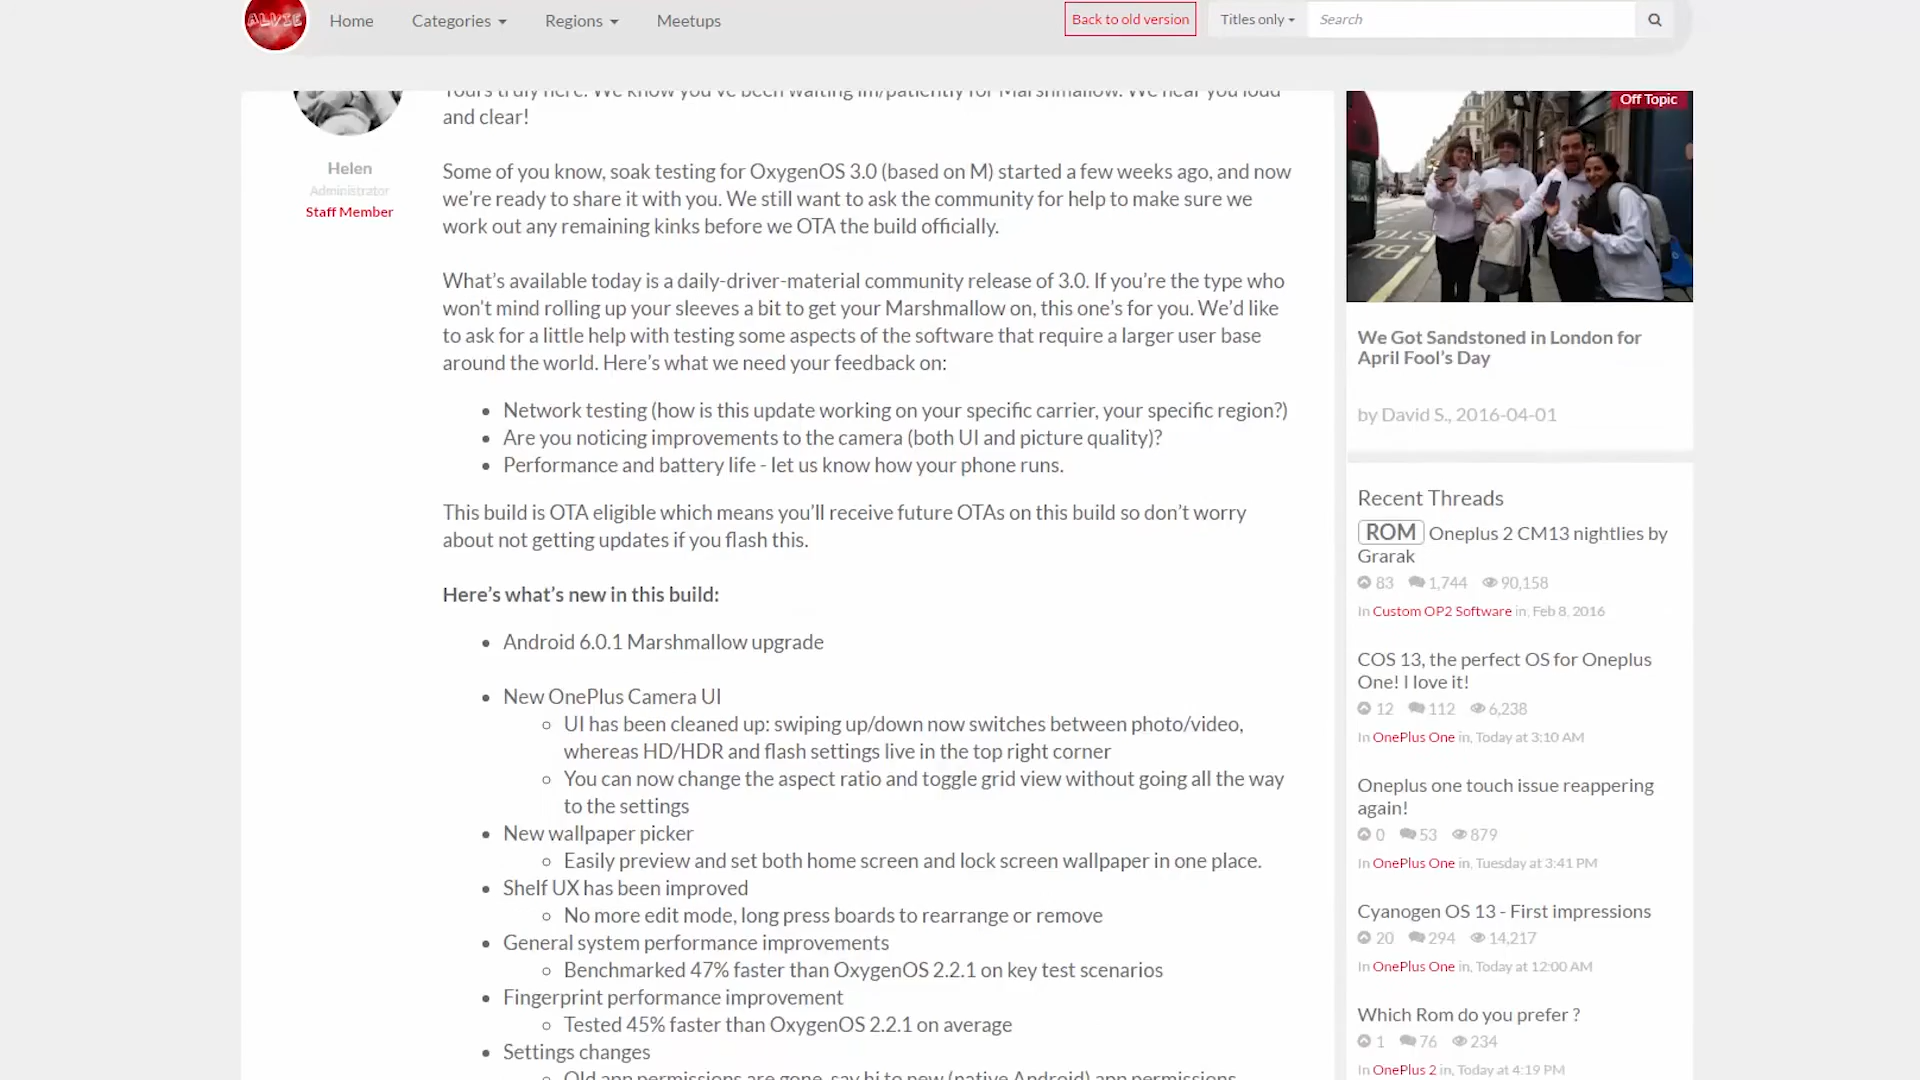 ALVIE
Home Categories Regions Meetups
Back to old version
Titles only
Search
Yours truly here. We know you've been waiting im/patiently for Marshmallow. We hear you loud
and clear!
Helen
Administrator
Staff Member
Some of you know, soak testing for OxygenOS 3.0 (based on M) started a few weeks ago, and now
we’re ready to share it with you. We still want to ask the community for help to make sure we
work out any remaining kinks before we OTA the build officially.
What’s available today is a daily-driver-material community release of 3.0. If you’re the type who
won't mind rolling up your sleeves a bit to get your Marshmallow on, this one’s for you. We’d like
to ask for a little help with testing some aspects of the software that require a larger user base
around the world. Here’s what we need your feedback on:
Network testing (how is this update working on your specific carrier, your specific region?)
Are you noticing improvements to the camera (both UI and picture quality)?
Performance and battery life - let us know how your phone runs.
This build is OTA eligible which means you’ll receive future OTAs on this build so don’t worry
about not getting updates if you flash this.
Here’s what’s new in this build:
Android 6.0.1 Marshmallow upgrade
New OnePlus Camera UI
UI has been cleaned up: swiping up/down now switches between photo/video,
whereas HD/HDR and flash settings live in the top right corner
You can now change the aspect ratio and toggle grid view without going all the way
to the settings
New wallpaper picker
Easily preview and set both home screen and lock screen wallpaper in one place.
Shelf UX has been improved
No more edit mode, long press boards to rearrange or remove
General system performance improvements
Benchmarked 47% faster than OxygenOS 2.2.1 on key test scenarios
Fingerprint performance improvement
Tested 45% faster than OxygenOS 2.2.1 on average
Settings changes
Old app permissions are gone, say hi to new (native Android) app permissions
Off Topic
We Got Sandstoned in London for
April Fool’s Day
by David S., 2016-04-01
Recent Threads
ROM Oneplus 2 CM13 nightlies by
Grarak
83 1,744 90,158
In Custom OP2 Software in, Feb 8, 2016
COS 13, the perfect OS for Oneplus
One! I love it!
12 112 6,238
In OnePlus One in, Today at 3:10 AM
Oneplus one touch issue reappering
again!
0 53 879
In OnePlus One in, Tuesday at 3:41 PM
Cyanogen OS 13 - First impressions
20 294 14,217
In OnePlus One in, Today at 12:00 AM
Which Rom do you prefer ?
1 76 234
In OnePlus 2 in, Today at 4:19 PM